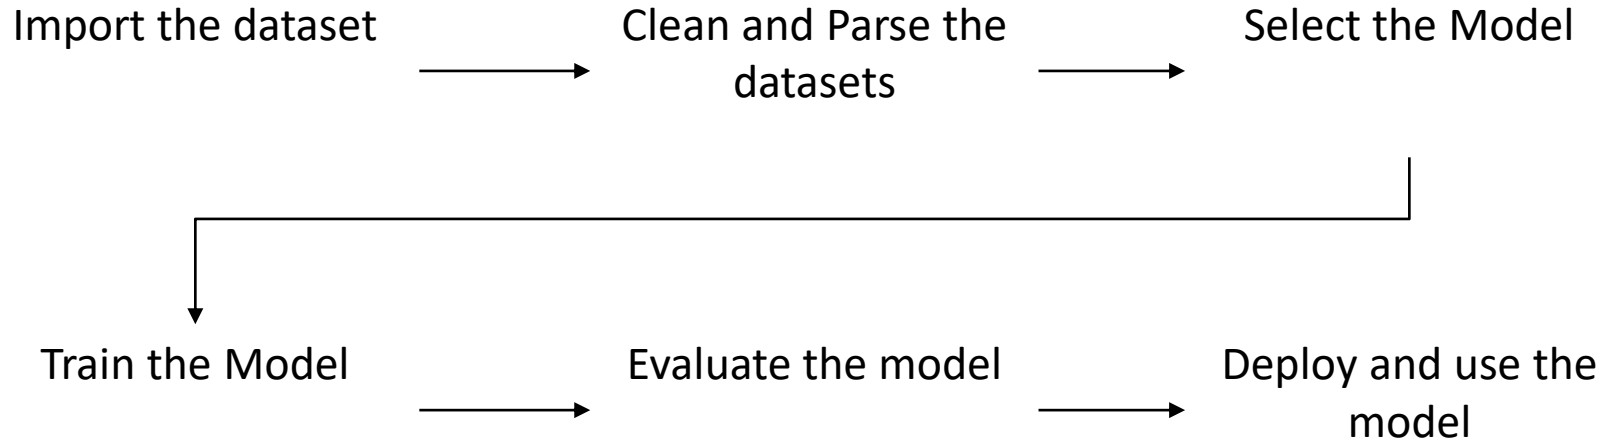 Import the dataset
Clean and Parse the
datasets
Select the Model
Train the Model
Evaluate the model
Deploy and use the
model